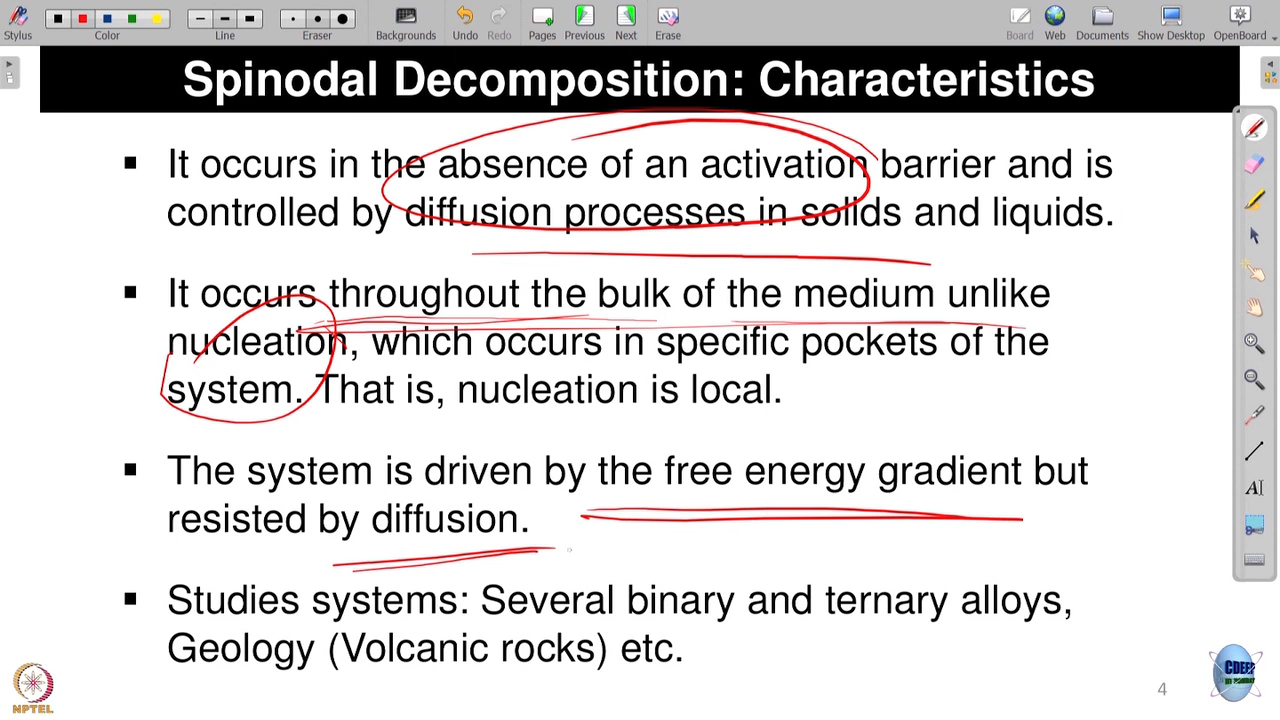 Stylus Color Line Eraser Backgrounds Undo Redo Pages Previous Next Erase Board Web Documents Show Desktop OpenBoard
Spinodal Decomposition: Characteristics
▪ It occurs in the absence of an activation barrier and is
controlled by diffusion processes in solids and liquids.
▪ It occurs throughout the bulk of the medium unlike
nucleation, which occurs in specific pockets of the
system. That is, nucleation is local.
▪ The system is driven by the free energy gradient but
resisted by diffusion.
▪ Studies systems: Several binary and ternary alloys,
Geology (Volcanic rocks) etc.
AI
NPTEL
4
CDEEP